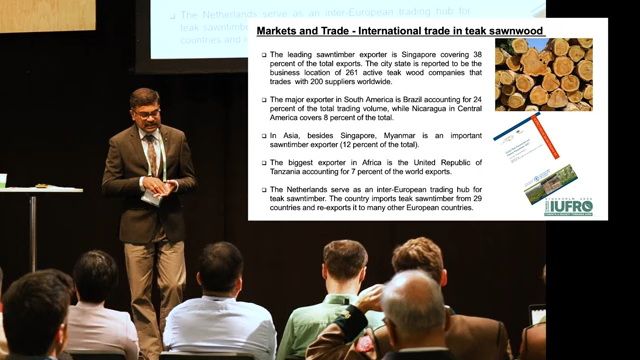 The Netherlands serve as an inter-European trading hub for
teak sawntimber.
countries and
Markets and Trade - International trade in teak sawnwood
❑ The leading sawntimber exporter is Singapore covering 38
percent of the total exports. The city state is reported to be the
business location of 261 active teak wood companies that
trades with 200 suppliers worldwide.
❑ The major exporter in South America is Brazil accounting for 24
percent of the total trading volume, while Nicaragua in Central
America covers 8 percent of the total.
❑ In Asia, besides Singapore, Myanmar is an important
sawntimber exporter (12 percent of the total).
❑ The biggest exporter in Africa is the United Republic of
Tanzania accounting for 7 percent of the world exports.
❑ The Netherlands serve as an inter-European trading hub for
teak sawntimber. The country imports teak sawntimber from 29
countries and re-exports it to many other European countries.
IUFRO